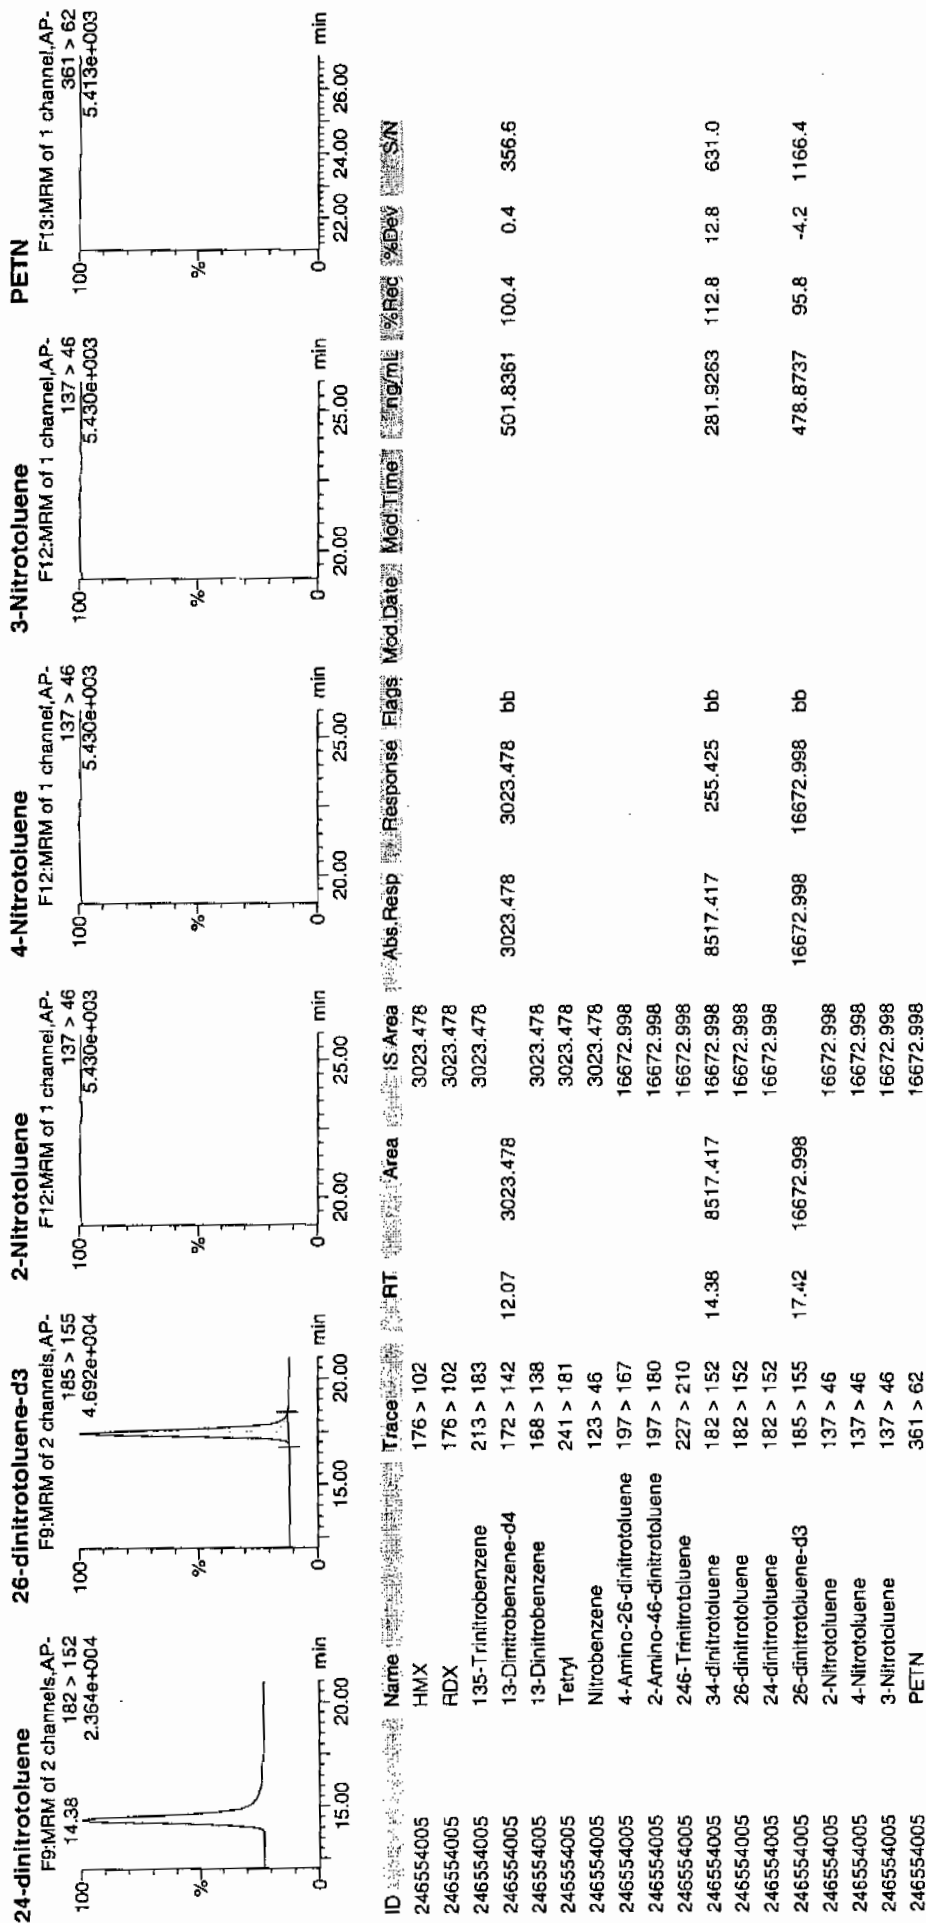 24-dinitrotoluene
F9:MRM of 2 channels,AP-
182 > 152
2.364e+004
14.38
100
%
0
15.00 20.00 min
26-dinitrotoluene-d3
F9:MRM of 2 channels,AP-
185 > 155
4.692e+004
100
%
0
15.00 20.00 min
2-Nitrotoluene
F12:MRM of 1 channel,AP-
137 > 46
5.430e+003
100
%
0
20.00 25.00 min
4-Nitrotoluene
F12:MRM of 1 channel,AP-
137 > 46
5.430e+003
100
%
0
20.00 25.00 min
3-Nitrotoluene
F12:MRM of 1 channel,AP-
137 > 46
5.430e+003
100
%
0
20.00 25.00 min
PETN
F13:MRM of 1 channel,AP-
361 > 62
5.413e+003
100
%
0
22.00 24.00 26.00 min
ID Name Trace RT Area IS Area Abs.Resp Response Flags Mod.Date Mod.Time ng/mL %Rec %Dev S/N
246554005 HMX 176 > 102 3023.478
246554005 RDX 176 > 102 3023.478
246554005 135-Trinitrobenzene 213 > 183 3023.478
246554005 13-Dinitrobenzene-d4 172 > 142 12.07 3023.478 3023.478 3023.478 bb 501.8361 100.4 0.4 356.6
246554005 13-Dinitrobenzene 168 > 138 3023.478
246554005 Tetryl 241 > 181 3023.478
246554005 Nitrobenzene 123 > 46 3023.478
246554005 4-Amino-26-dinitrotoluene 197 > 167 16672.998
246554005 2-Amino-46-dinitrotoluene 197 > 180 16672.998
246554005 246-Trinitrotoluene 227 > 210 16672.998
246554005 34-dinitrotoluene 182 > 152 14.38 8517.417 16672.998 8517.417 255.425 bb 281.9263 112.8 12.8 631.0
246554005 26-dinitrotoluene 182 > 152 16672.998
246554005 24-dinitrotoluene 182 > 152 16672.998
246554005 26-dinitrotoluene-d3 185 > 155 17.42 16672.998 16672.998 16672.998 bb 478.8737 95.8 -4.2 1166.4
246554005 2-Nitrotoluene 137 > 46 16672.998
246554005 4-Nitrotoluene 137 > 46 16672.998
246554005 3-Nitrotoluene 137 > 46 16672.998
246554005 PETN 361 > 62 16672.998